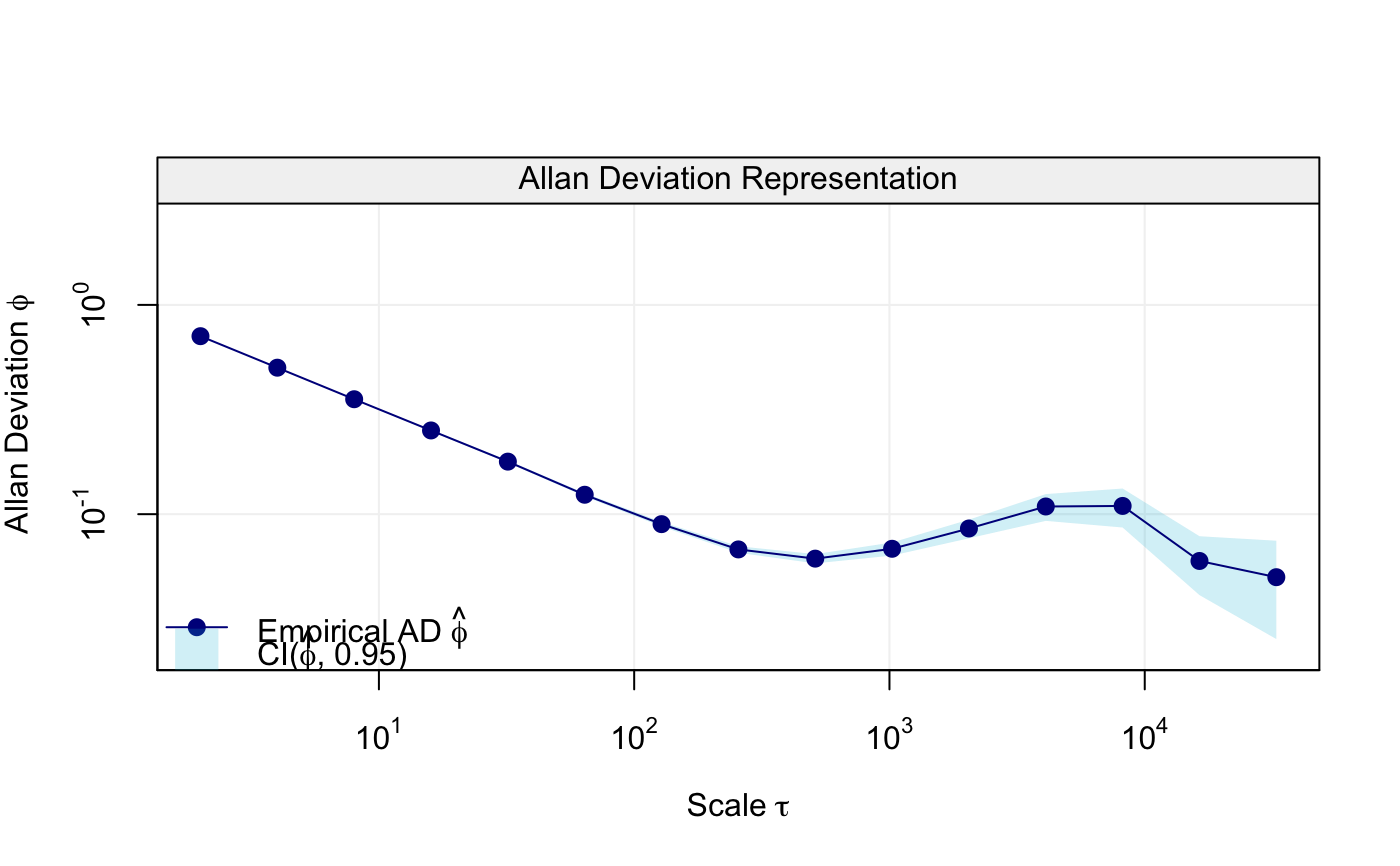 Allan Deviation Representation
Allan Deviation ϕ
10⁰
10⁻¹
Empirical AD ϕ̂
CI(ϕ̂, 0.95)
10¹ 10² 10³ 10⁴
Scale τ